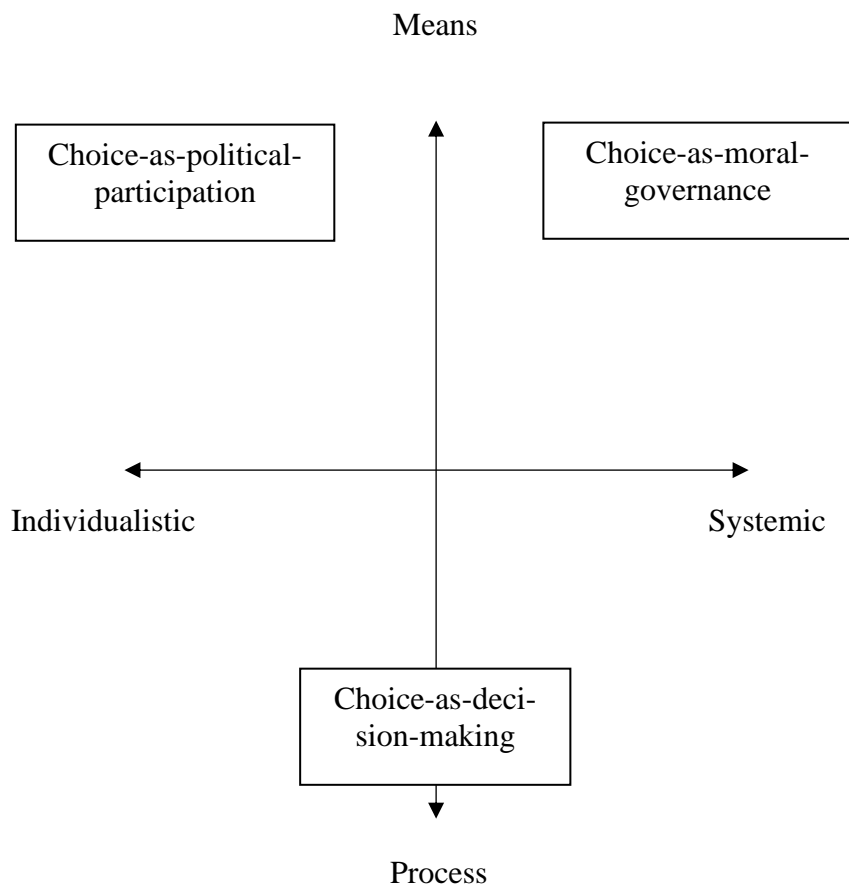 Means
Choice-as-political-
participation
Choice-as-moral-
governance
Individualistic
Systemic
Choice-as-deci-
sion-making
Process